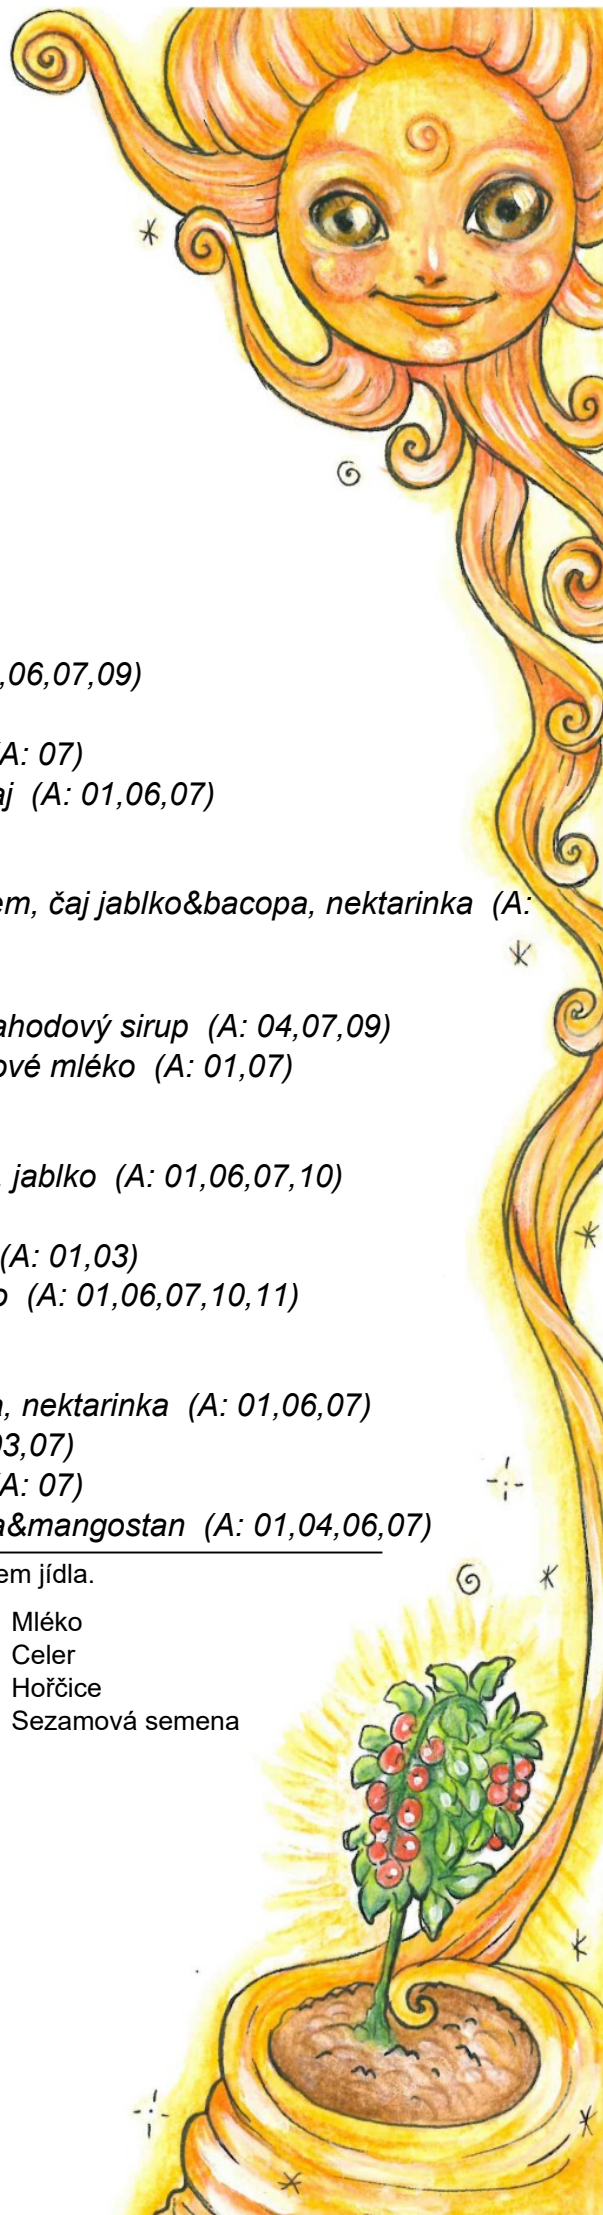 ,06,07,09)
A: 07)
aj (A: 01,06,07)
em, čaj jablko&bacopa, nektarinka (A:
ahodový sirup (A: 04,07,09)
ové mléko (A: 01,07)
, jablko (A: 01,06,07,10)
(A: 01,03)
o (A: 01,06,07,10,11)
a, nektarinka (A: 01,06,07)
03,07)
A: 07)
a&mangostan (A: 01,04,06,07)
em jídla.
Mléko
Celer
Hořčice
Sezamová semena